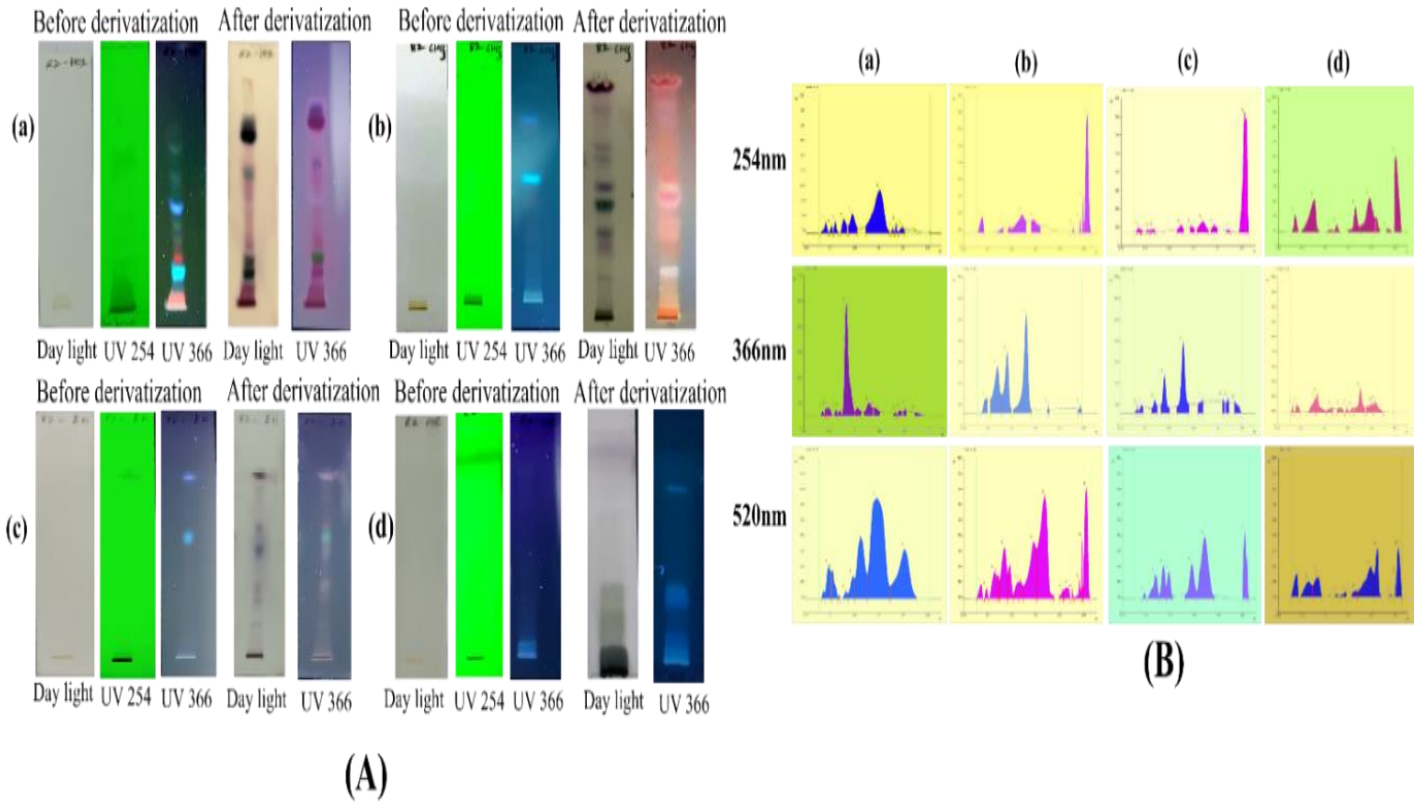 Before derivatization After derivatization Before derivatization After derivatization
(a) (b)
Day light UV 254 UV 366 Day light UV 366 Day light UV 254 UV 366 Day light UV 366
Before derivatization After derivatization Before derivatization After derivatization
(c) (d)
Day light UV 254 UV 366 Day light UV 366 Day light UV 254 UV 366 Day light UV 366
(A)
(a) (b) (c) (d)
254nm
366nm
520nm
(B)